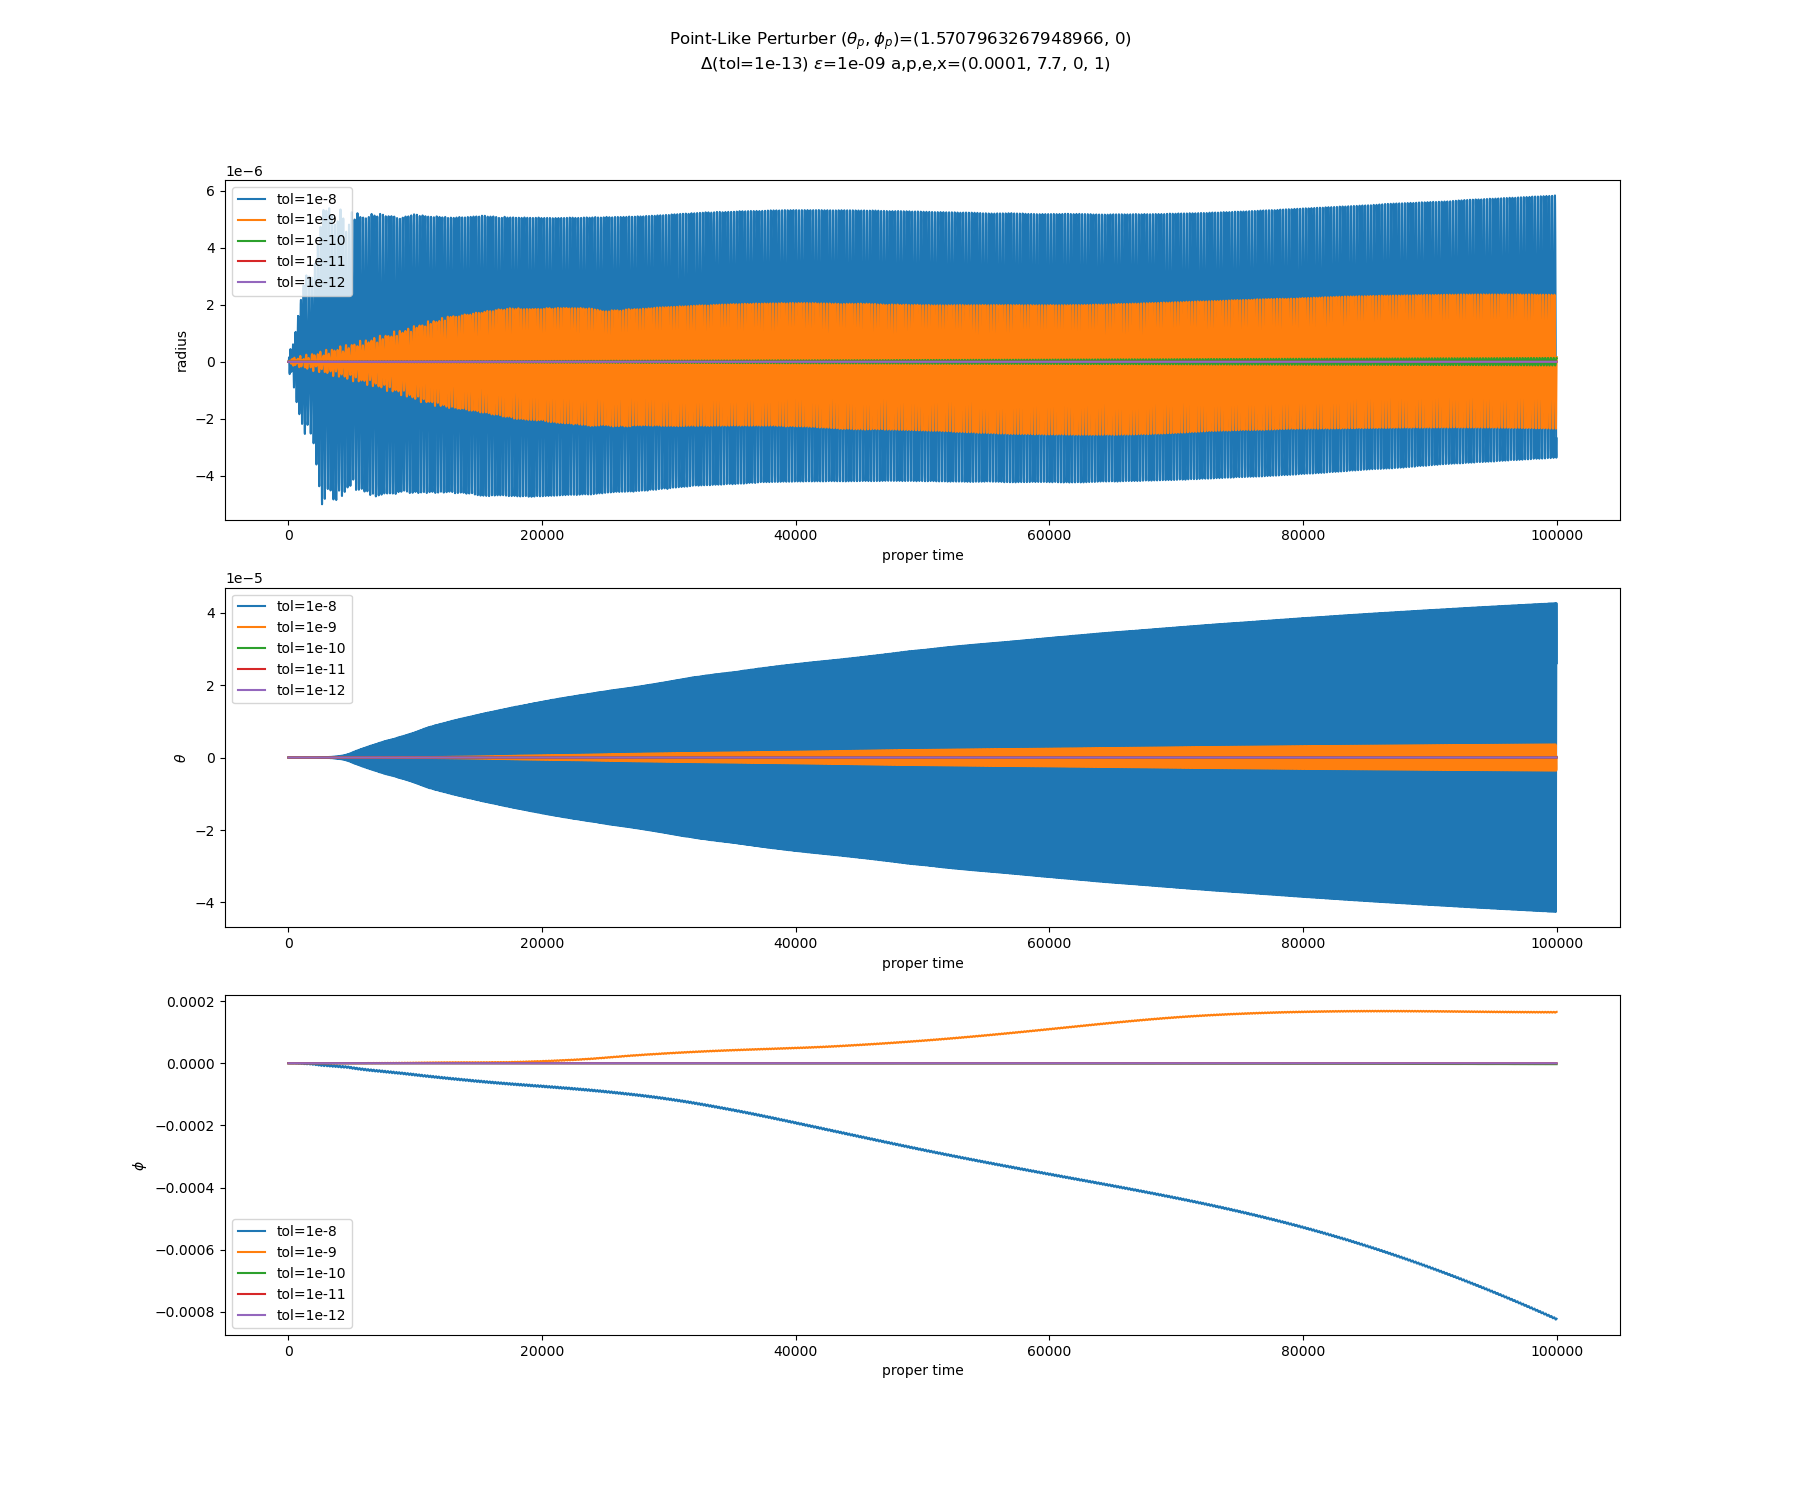 Point-Like Perturber (θp, ϕp)=(1.5707963267948966, 0)
Δ(tol=1e-13) ε=1e-09 a,p,e,x=(0.0001, 7.7, 0, 1)
1e−6
6
4
2
0
−2
−4
radius
tol=1e-8
tol=1e-9
tol=1e-10
tol=1e-11
tol=1e-12
0 20000 40000 60000 80000 100000
proper time
1e−5
4
2
0
−2
−4
θ
tol=1e-8
tol=1e-9
tol=1e-10
tol=1e-11
tol=1e-12
0 20000 40000 60000 80000 100000
proper time
0.0002
0.0000
−0.0002
−0.0004
−0.0006
−0.0008
ϕ
tol=1e-8
tol=1e-9
tol=1e-10
tol=1e-11
tol=1e-12
0 20000 40000 60000 80000 100000
proper time